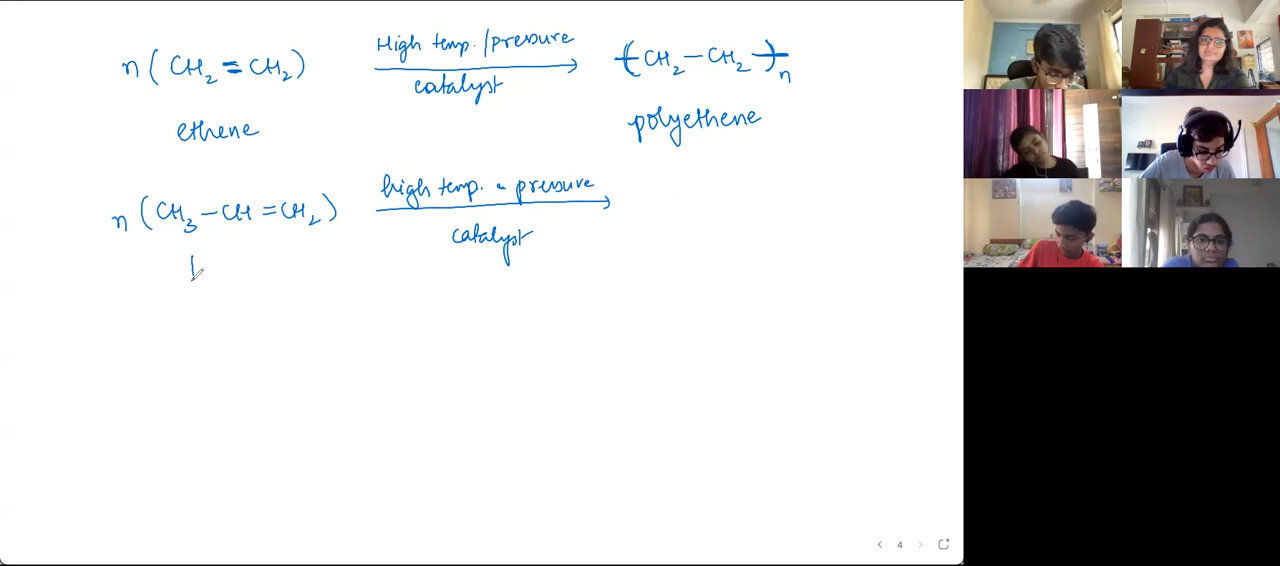 n(CH₂=CH₂) High temp./pressure catalyst (CH₂-CH₂)n
ethene polyethene
n(CH₃-CH=CH₂) high temp. & pressure catalyst
4